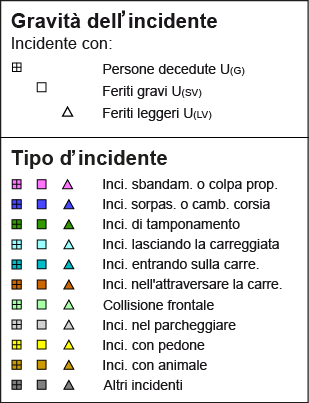 Gravità dell'incidente
Incidente con:
Persone decedute U(G)
Feriti gravi U(SV)
Feriti leggeri U(LV)
Tipo d'incidente
Inci. sbandam. o colpa prop.
Inci. sorpas. o camb. corsia
Inci. di tamponamento
Inci. lasciando la carreggiata
Inci. entrando sulla carre.
Inci. nell'attraversare la carre.
Collisione frontale
Inci. nel parcheggiare
Inci. con pedone
Inci. con animale
Altri incidenti